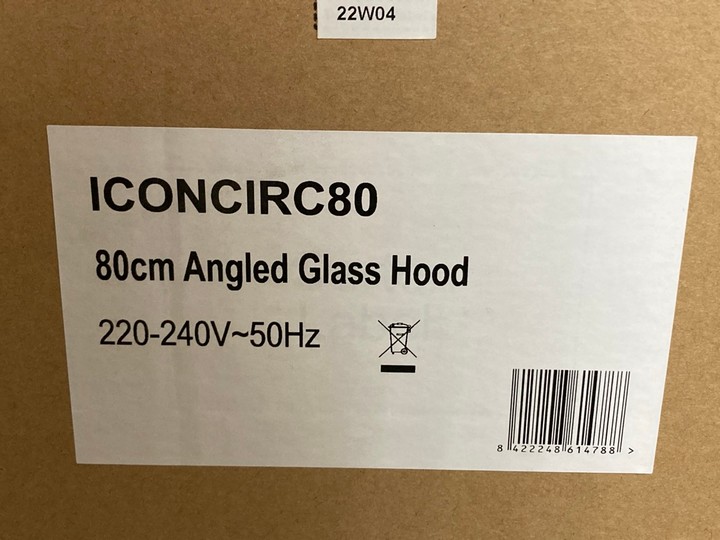 22W04
ICONCIRC80
80cm Angled Glass Hood
220-240V~50Hz
8 422248 614788 >